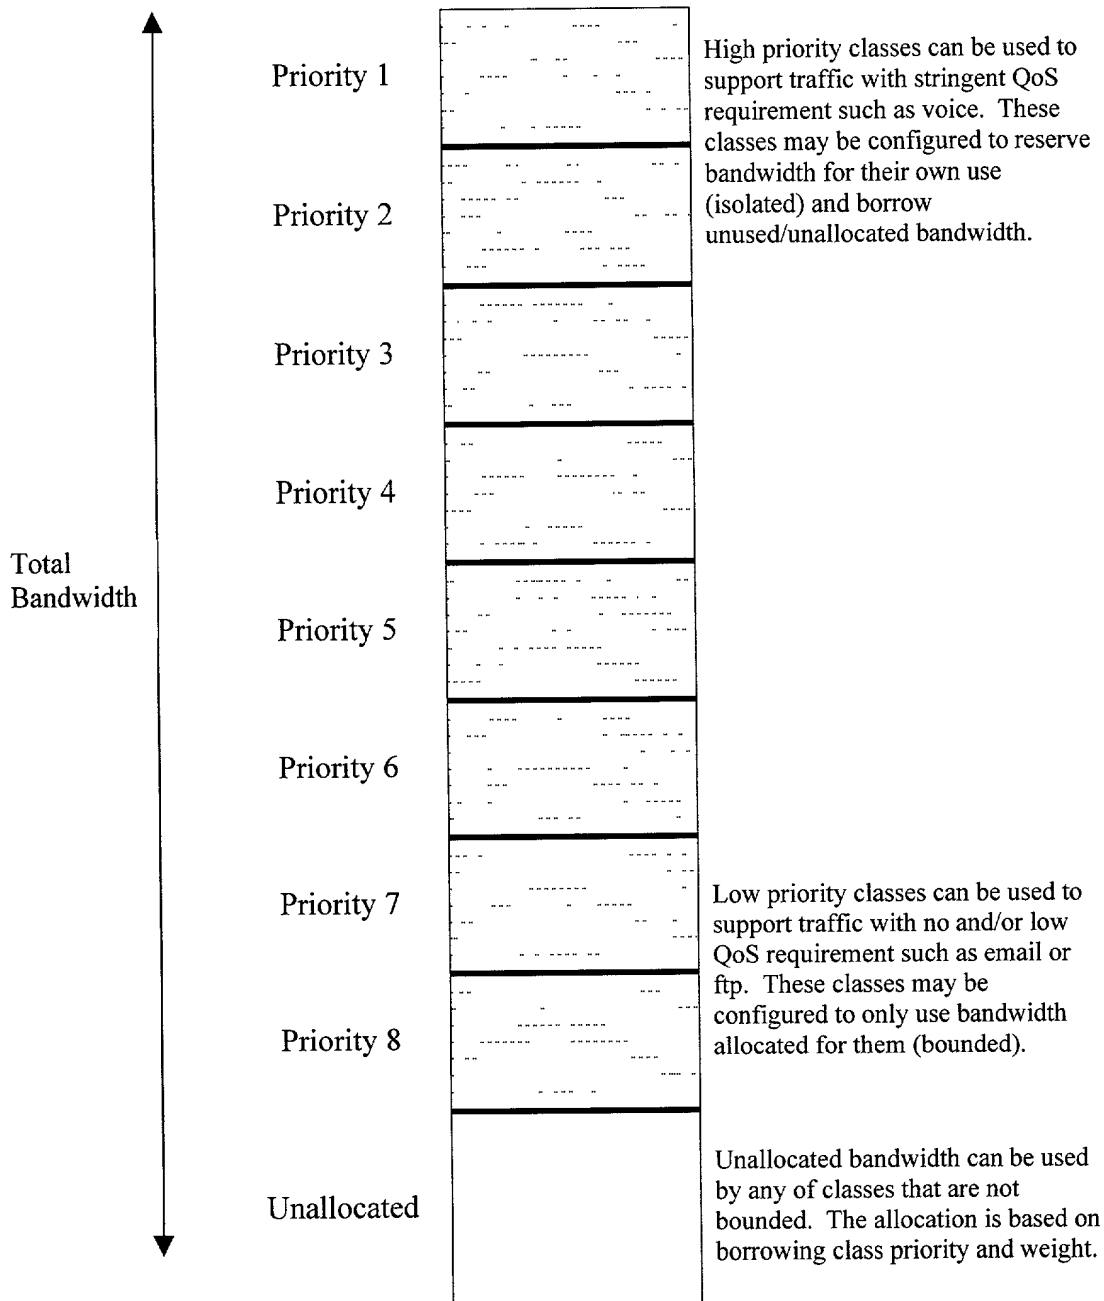 Priority 1
High priority classes can be used to
support traffic with stringent QoS
requirement such as voice. These
classes may be configured to reserve
bandwidth for their own use
(isolated) and borrow
unused/unallocated bandwidth.
Priority 2
Priority 3
Priority 4
Total
Bandwidth
Priority 5
Priority 6
Priority 7
Low priority classes can be used to
support traffic with no and/or low
QoS requirement such as email or
ftp. These classes may be
configured to only use bandwidth
allocated for them (bounded).
Priority 8
Unallocated
Unallocated bandwidth can be used
by any of classes that are not
bounded. The allocation is based on
borrowing class priority and weight.